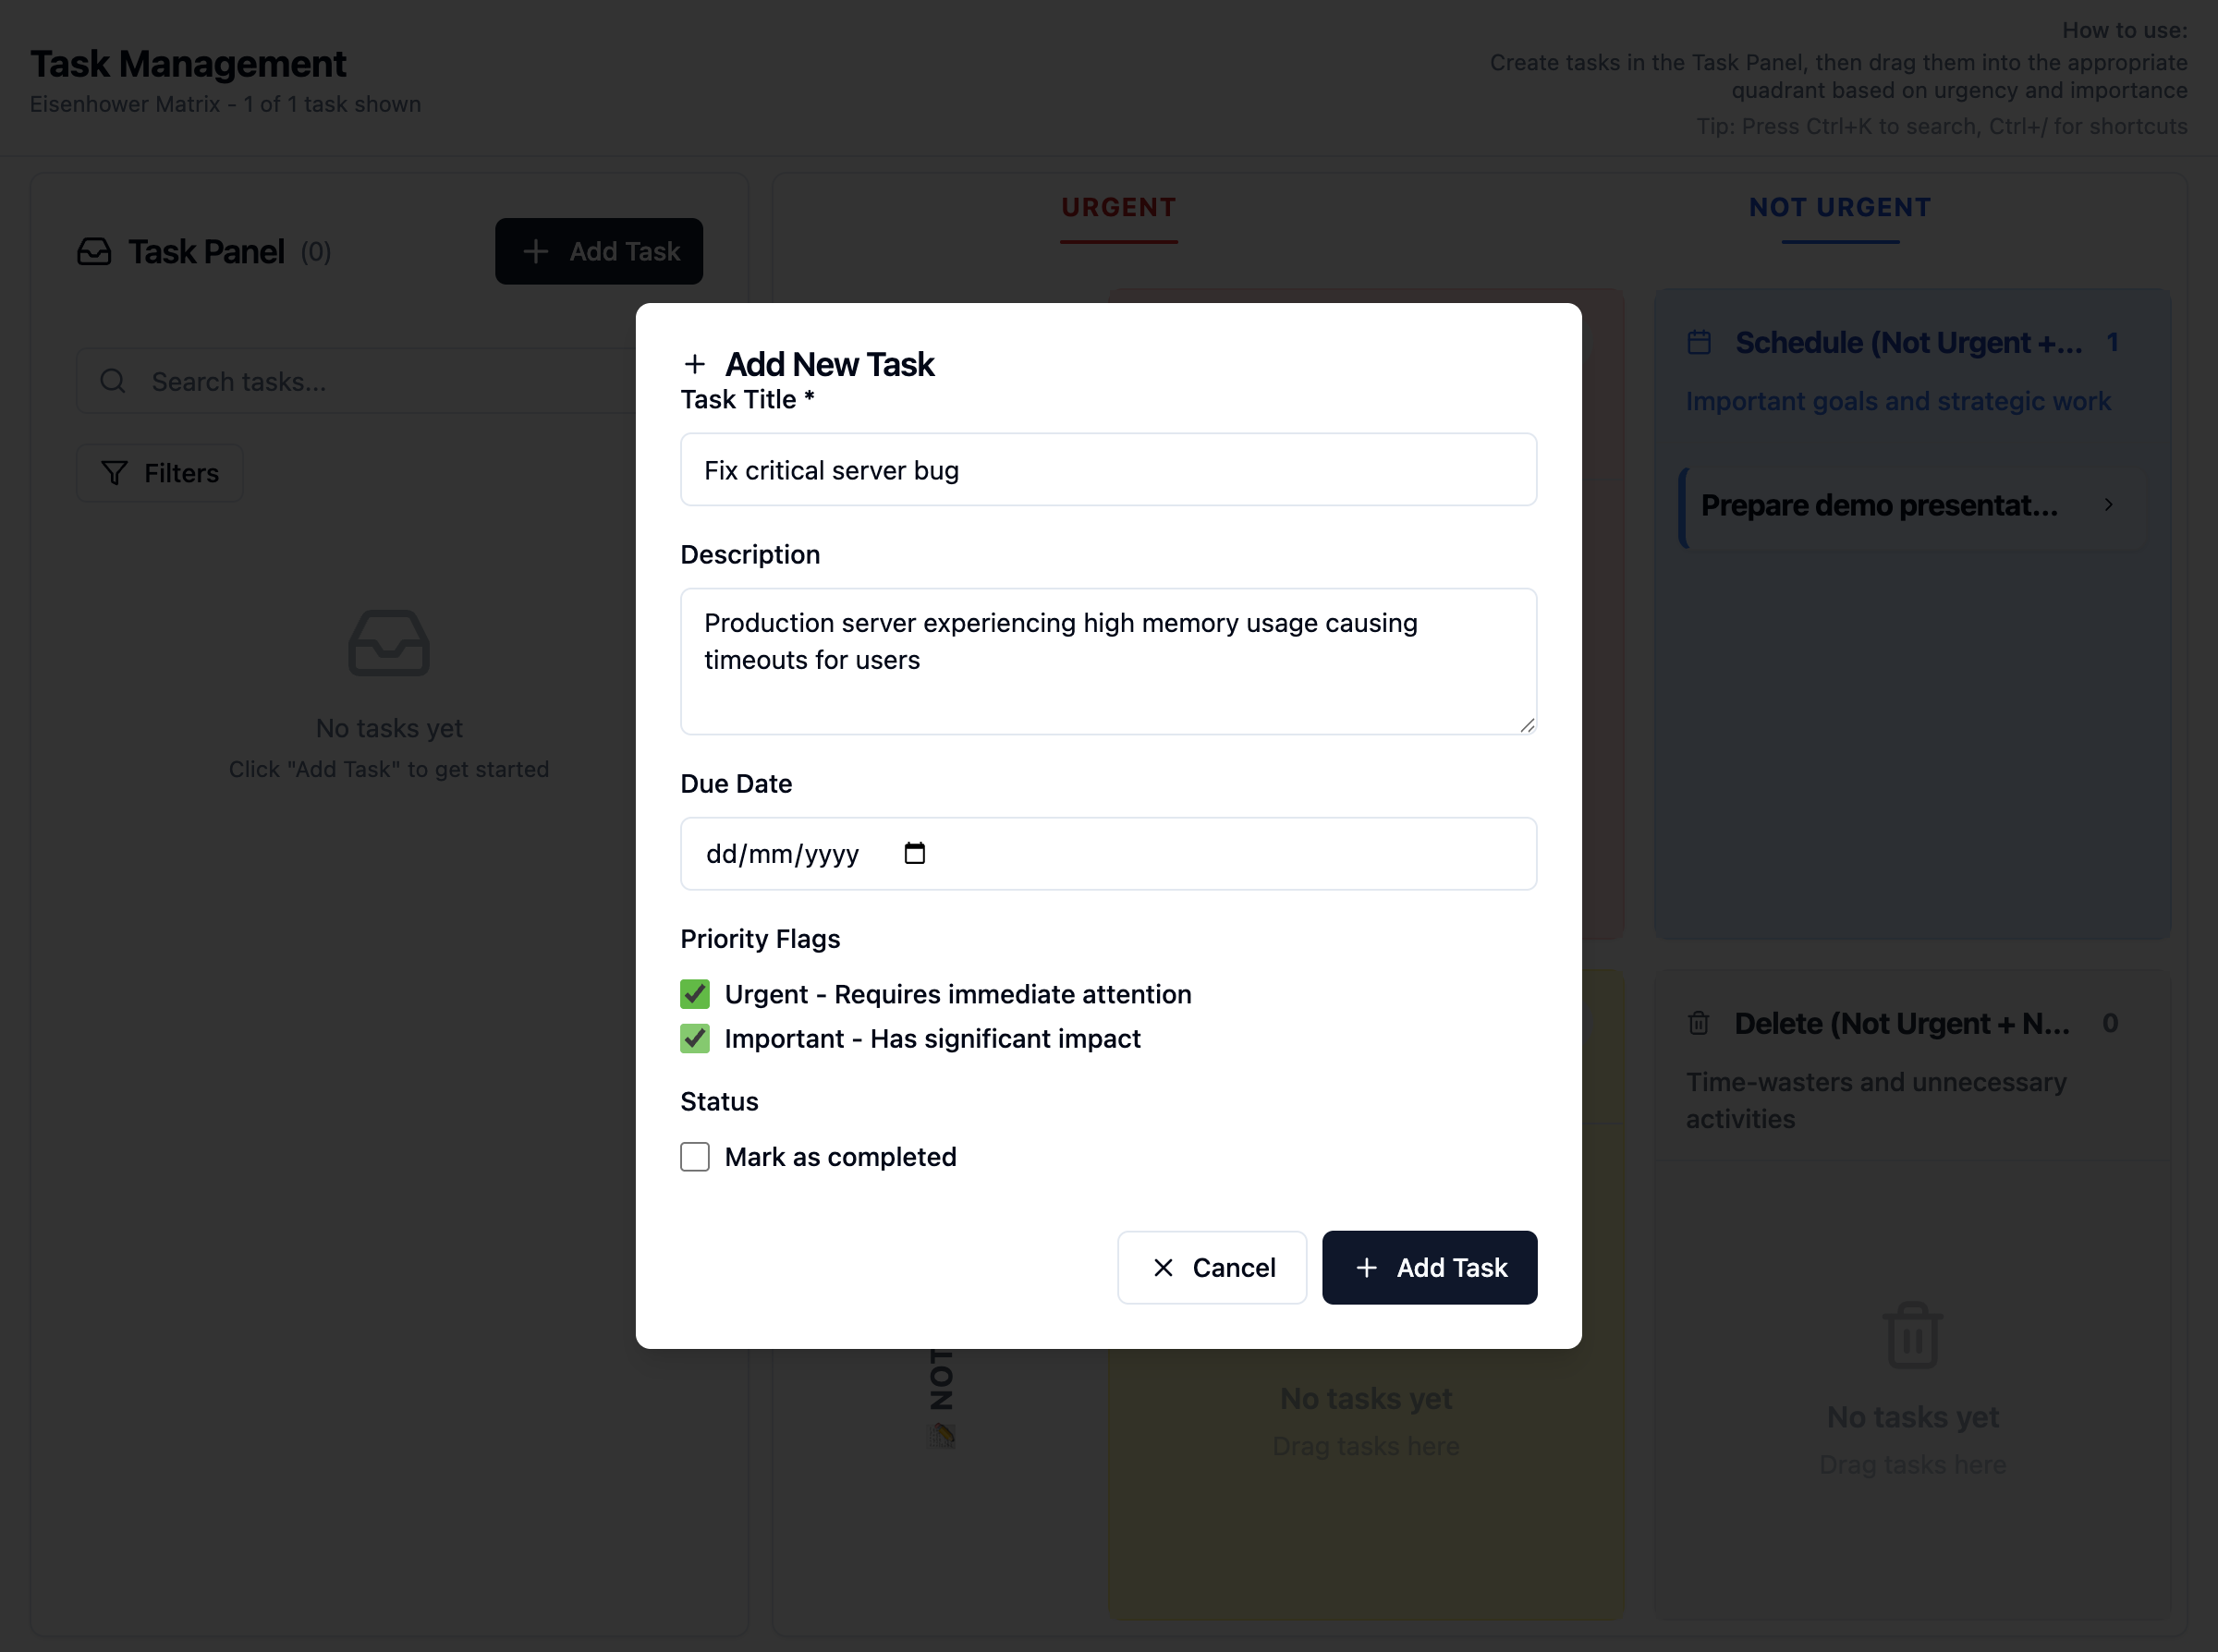 Task Management
Eisenhower Matrix - 1 of 1 task shown
How to use:
Create tasks in the Task Panel, then drag them into the appropriate
quadrant based on urgency and importance
Tip: Press Ctrl+K to search, Ctrl+/ for shortcuts
Task Panel (0)
Add Task
Search tasks...
Filters
No tasks yet
Click "Add Task" to get started
URGENT
NOT URGENT
Add New Task
Task Title *
Fix critical server bug
Description
Production server experiencing high memory usage causing
timeouts for users
Due Date
dd/mm/yyyy
Priority Flags
Urgent - Requires immediate attention
Important - Has significant impact
Status
Mark as completed
Cancel
Add Task
Schedule (Not Urgent +... 1
Important goals and strategic work
Prepare demo presentat...
NOT
No tasks yet
Drag tasks here
Delete (Not Urgent + N... 0
Time-wasters and unnecessary
activities
No tasks yet
Drag tasks here